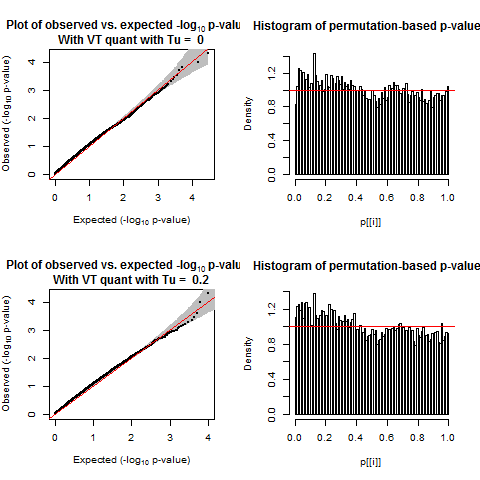 Plot of observed vs. expected -log10 p-valu
With VT quant with Tu = 0
Observed (-log10 p-value)
4
3
2
1
0
0 1 2 3 4
Expected (-log10 p-value)
Histogram of permutation-based p-value
Density
1.2
0.8
0.4
0.0
0.0 0.2 0.4 0.6 0.8 1.0
p[[i]]
Plot of observed vs. expected -log10 p-valu
With VT quant with Tu = 0.2
Observed (-log10 p-value)
4
3
2
1
0
0 1 2 3 4
Expected (-log10 p-value)
Histogram of permutation-based p-value
Density
1.2
0.8
0.4
0.0
0.0 0.2 0.4 0.6 0.8 1.0
p[[i]]